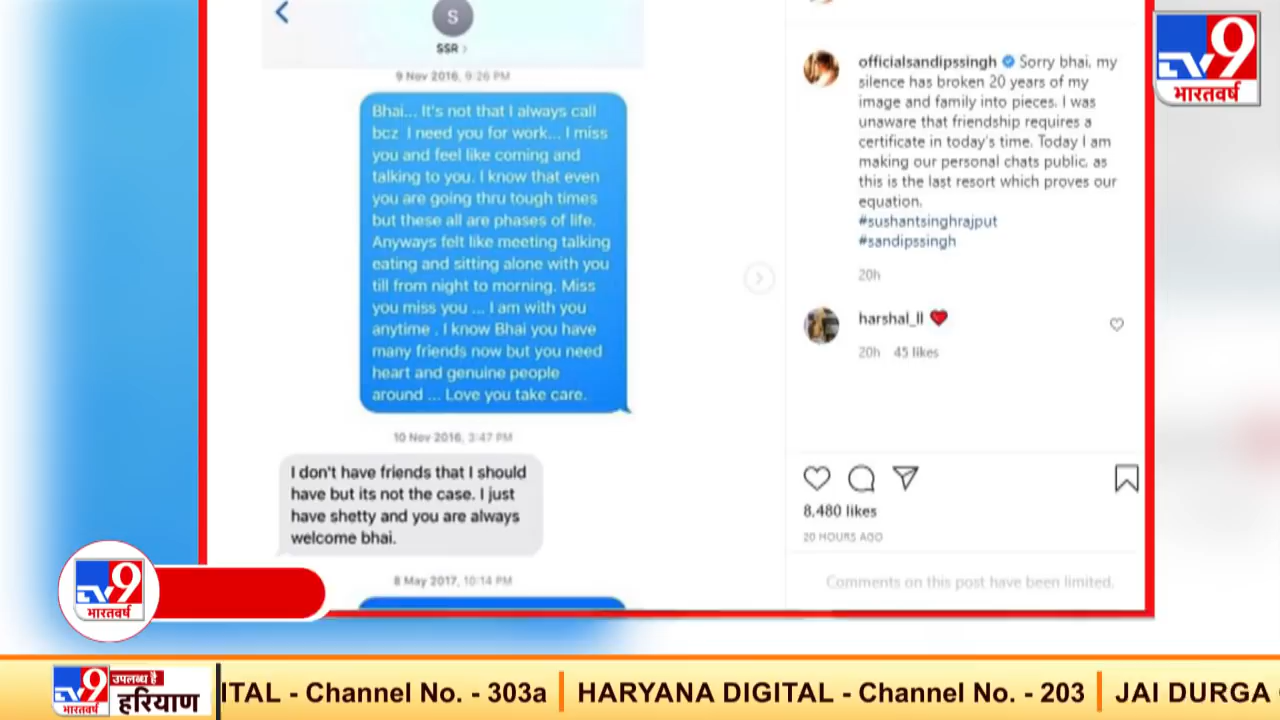 S
SSR
9 Nov 2016, 9:26 PM
Bhai... It's not that I always call
bcz I need you for work... I miss
you and feel like coming and
talking to you. I know that even
you are going thru tough times
but these all are phases of life.
Anyways felt like meeting talking
eating and sitting alone with you
till from night to morning. Miss
you miss you ... I am with you
anytime . I know Bhai you have
many friends now but you need
heart and genuine people
around ... Love you take care.
10 Nov 2016, 3:47 PM
I don't have friends that I should
have but its not the case. I just
have shetty and you are always
welcome bhai.
8 May 2017, 10:14 PM
officialsandipssingh Sorry bhai, my
silence has broken 20 years of my
image and family into pieces. I was
unaware that friendship requires a
certificate in today's time. Today I am
making our personal chats public, as
this is the last resort which proves our
equation.
#sushantsinghrajput
#sandipssingh
20h
harshal_ll ❤
20h 45 likes
8,480 likes
20 HOURS AGO
Comments on this post have been limited.
TV9
भारतवर्ष
TV9
भारतवर्ष
TV9
भारतवर्ष
उपलब्ध है
हरियाणा
ITAL - Channel No. - 303a | HARYANA DIGITAL - Channel No. - 203 | JAI DURGA